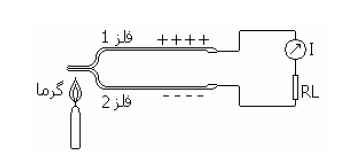 فلز 1 ++++
I
گرما
RL
فلز 2 ----